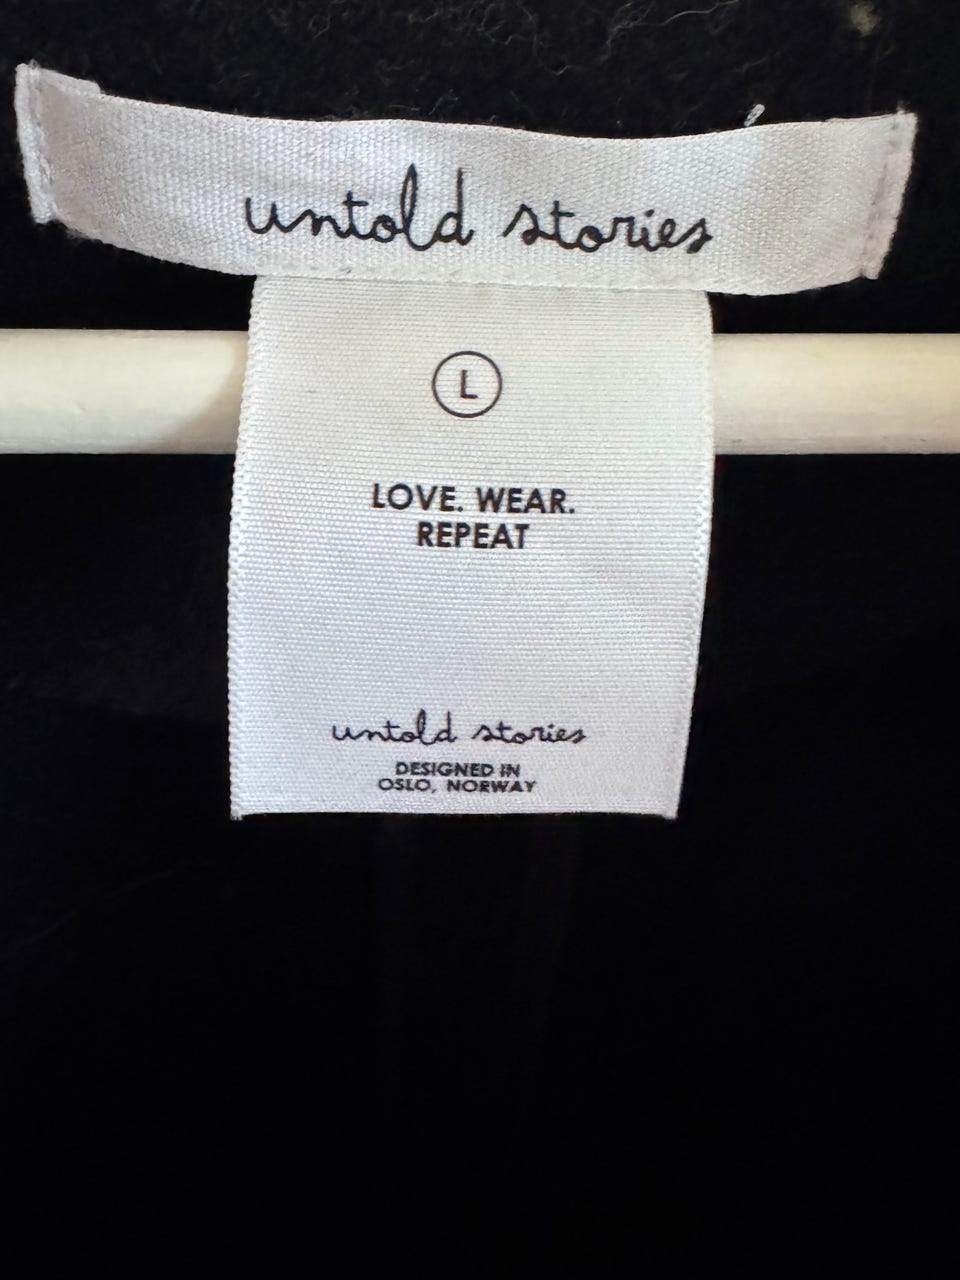 untold stories
L
LOVE. WEAR.
REPEAT
untold stories
DESIGNED IN
OSLO, NORWAY